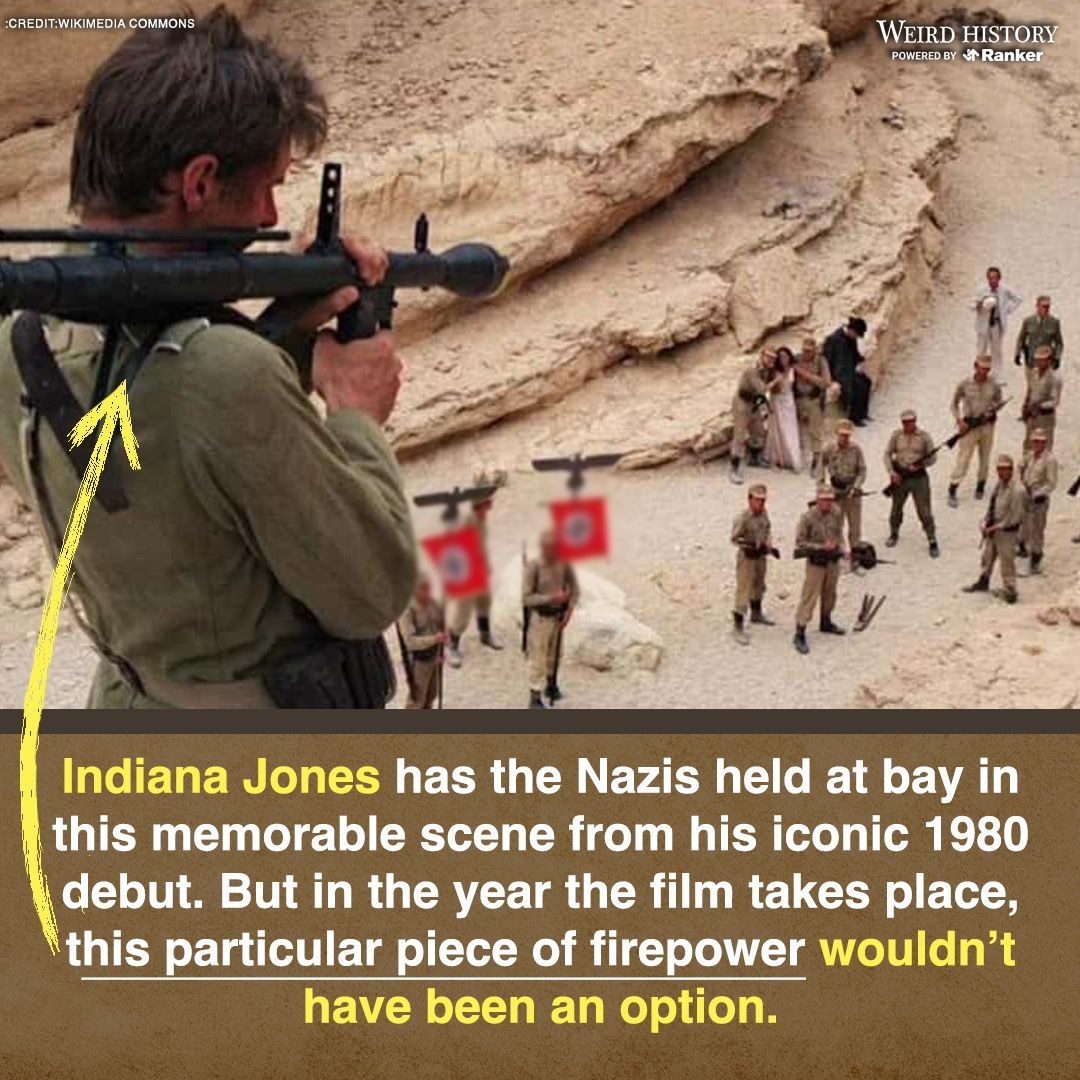 :CREDIT:WIKIMEDIA COMMONS
WEIRD HISTORY
POWERED BY Ranker
Indiana Jones has the Nazis held at bay in
this memorable scene from his iconic 1980
debut. But in the year the film takes place,
this particular piece of firepower wouldn't
have been an option.